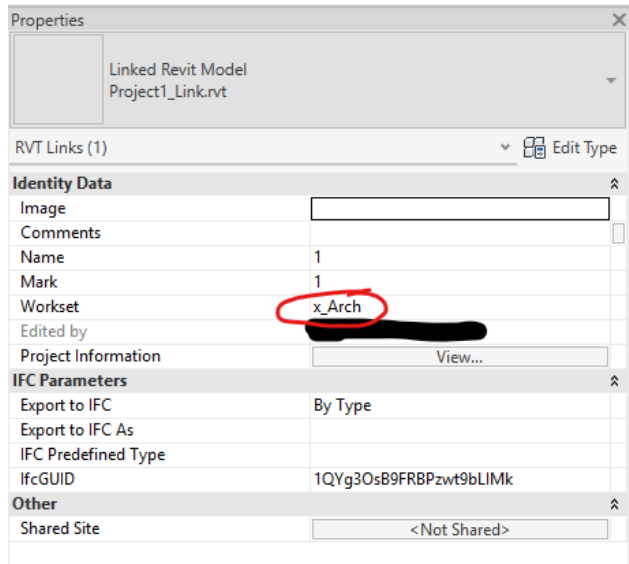 Properties
Linked Revit Model
Project1_Link.rvt
RVT Links (1) Edit Type
Identity Data
Image
Comments
Name 1
Mark 1
Workset x_Arch
Edited by
Project Information View...
IFC Parameters
Export to IFC By Type
Export to IFC As
IFC Predefined Type
IfcGUID 1QYg3OsB9FRBPzwt9bLIMk
Other
Shared Site <Not Shared>